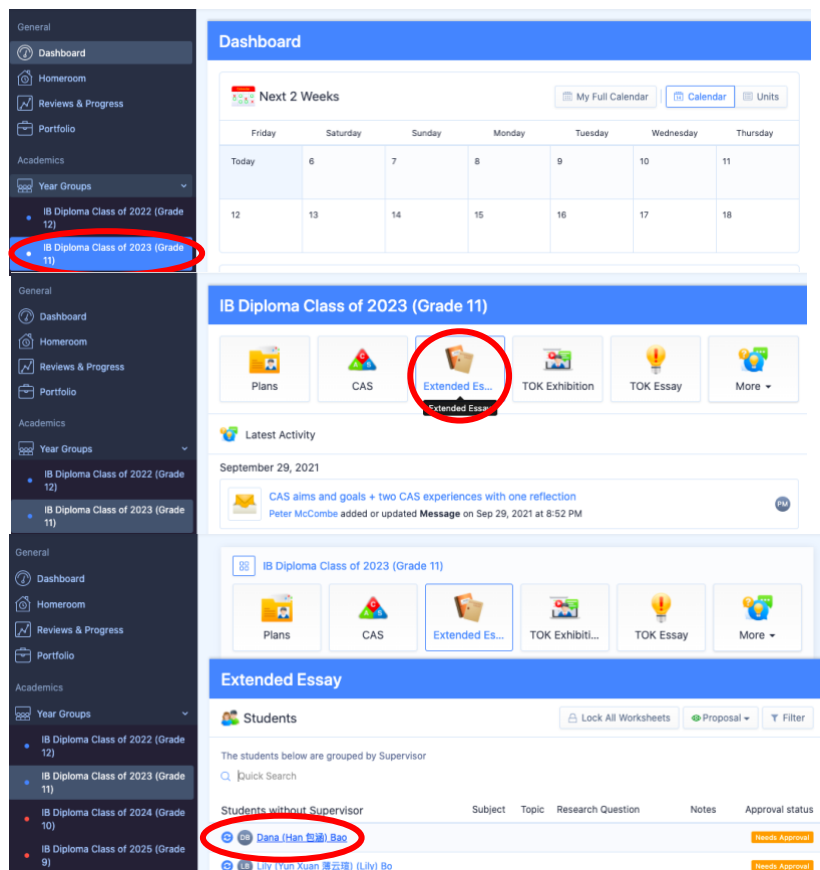 General
Dashboard
Homeroom
Reviews & Progress
Portfolio
Academics
Year Groups
IB Diploma Class of 2022 (Grade
12)
IB Diploma Class of 2023 (Grade
11)
Dashboard
Next 2 Weeks
My Full Calendar
Calendar
Units
Friday Saturday Sunday Monday Tuesday Wednesday Thursday
Today 6 7 8 9 10 11
12 13 14 15 16 17 18
General
Dashboard
Homeroom
Reviews & Progress
Portfolio
Academics
Year Groups
IB Diploma Class of 2022 (Grade
12)
IB Diploma Class of 2023 (Grade
11)
IB Diploma Class of 2023 (Grade 11)
Plans CAS Extended Es... TOK Exhibition TOK Essay More
Extended Essay
Latest Activity
September 29, 2021
CAS aims and goals + two CAS experiences with one reflection
Peter McCombe added or updated Message on Sep 29, 2021 at 8:52 PM
PM
General
Dashboard
Homeroom
Reviews & Progress
Portfolio
Academics
Year Groups
IB Diploma Class of 2022 (Grade
12)
IB Diploma Class of 2023 (Grade
11)
IB Diploma Class of 2024 (Grade
10)
IB Diploma Class of 2025 (Grade
9)
IB Diploma Class of 2023 (Grade 11)
Plans CAS Extended Es... TOK Exhibiti... TOK Essay More
Extended Essay
Students
Lock All Worksheets
Proposal
Filter
The students below are grouped by Supervisor
Quick Search
Students without Supervisor Subject Topic Research Question Notes Approval status
DB Dana (Han 包涵) Bao Needs Approval
LB Lily (Yun Xuan 薄云瑄) (Lily) Bo Needs Approval